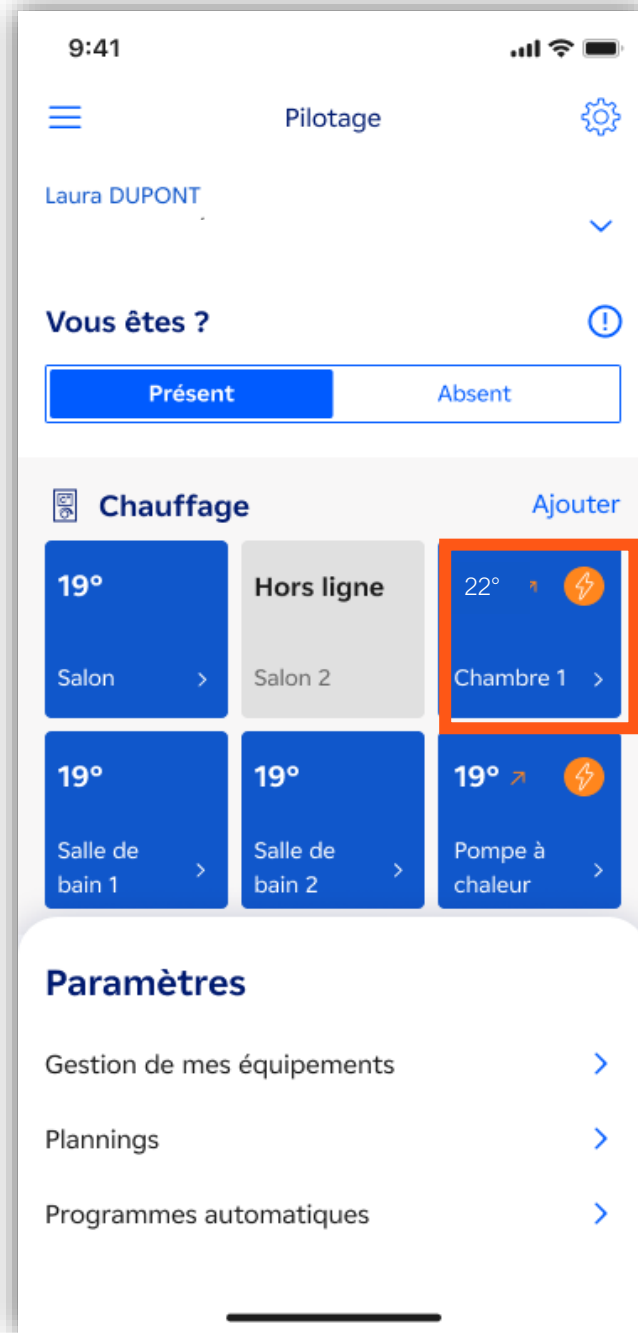 9:41
Pilotage
Laura DUPONT
Vous êtes ?
Présent Absent
Chauffage Ajouter
19° Hors ligne 22°
Salon Salon 2 Chambre 1
19° 19° 19°
Salle de Salle de Pompe à
bain 1 bain 2 chaleur
Paramètres
Gestion de mes équipements
Plannings
Programmes automatiques